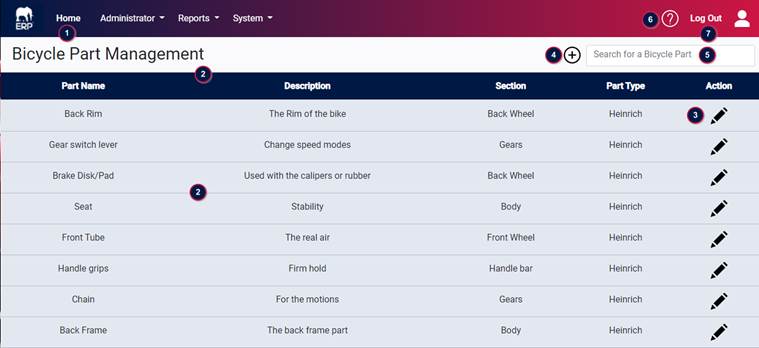 ERP
Home Administrator Reports System 6 ? Log Out
1 7
Bicycle Part Management 4 Search for a Bicycle Part 5
2
Part Name Description Section Part Type Action
Back Rim The Rim of the bike Back Wheel Heinrich 3
Gear switch lever Change speed modes Gears Heinrich
Brake Disk/Pad Used with the calipers or rubber Back Wheel Heinrich
2
Seat Stability Body Heinrich
Front Tube The real air Front Wheel Heinrich
Handle grips Firm hold Handle bar Heinrich
Chain For the motions Gears Heinrich
Back Frame The back frame part Body Heinrich